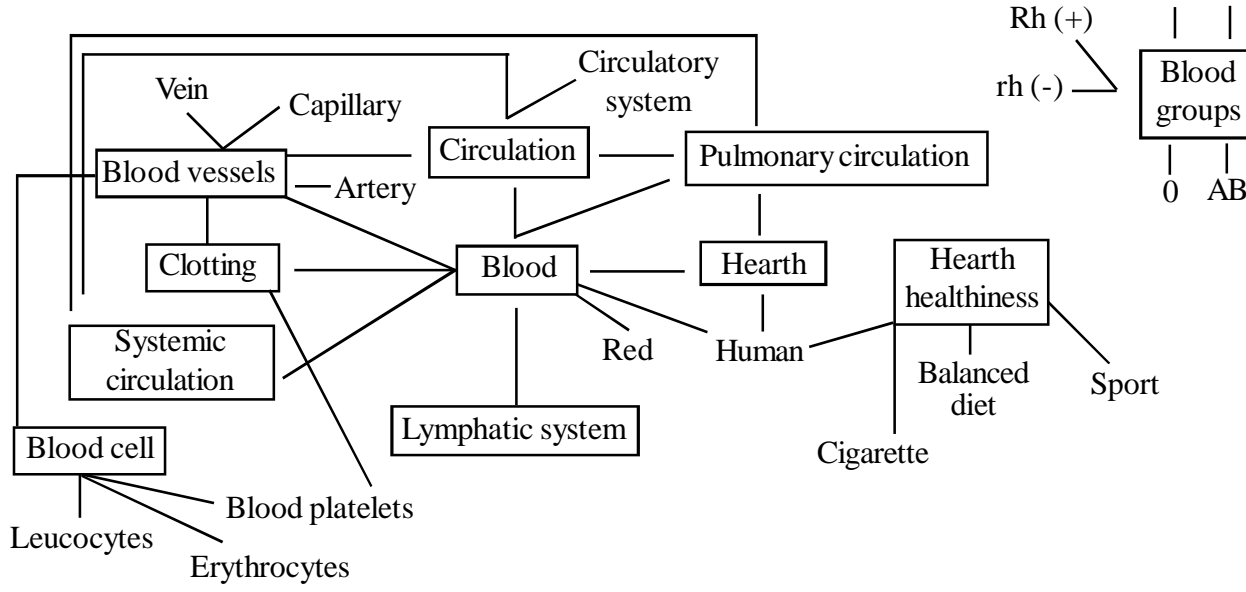 Rh (+)
Circulatory
system
Vein
Capillary
rh (-)
Blood
groups
Circulation
Pulmonary circulation
Blood vessels
Artery
0
AB
Clotting
Blood
Hearth
Hearth
healthiness
Systemic
circulation
Red
Human
Balanced
diet
Sport
Lymphatic system
Blood cell
Cigarette
Blood platelets
Leucocytes
Erythrocytes